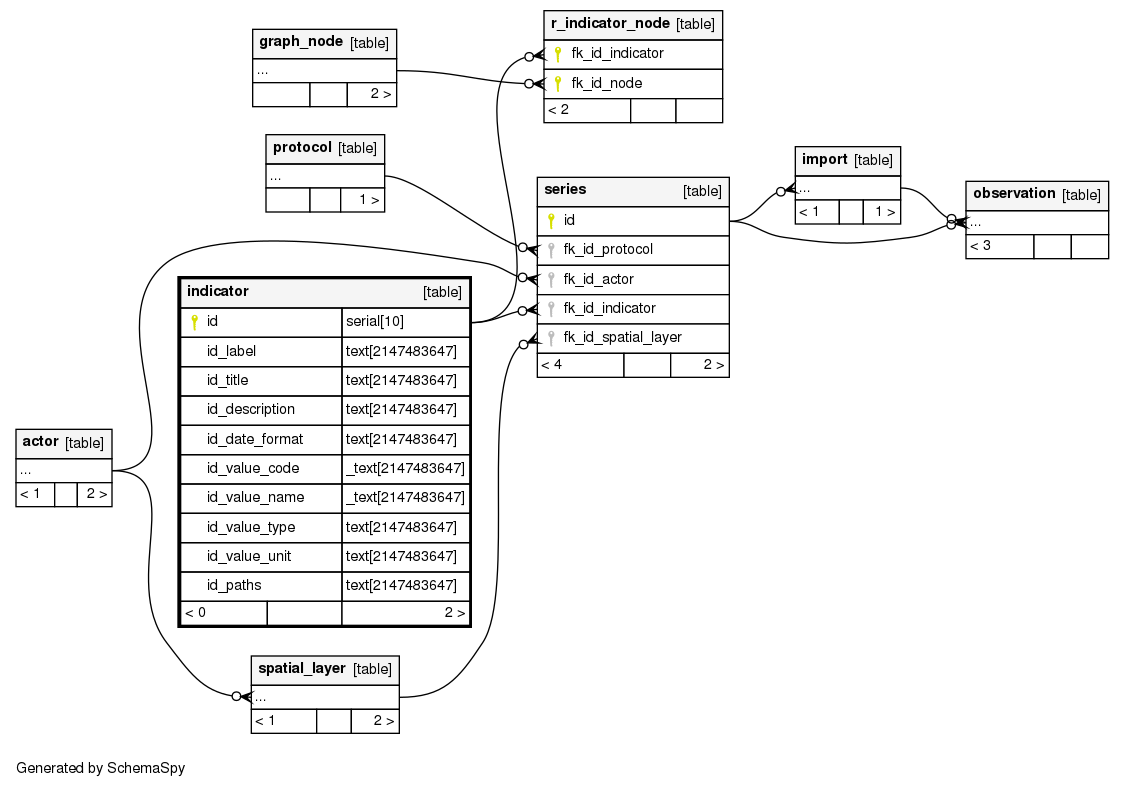 graph_node [table]
...
2 >
protocol [table]
...
1 >
r_indicator_node [table]
fk_id_indicator
fk_id_node
< 2
series [table]
id
fk_id_protocol
fk_id_actor
fk_id_indicator
fk_id_spatial_layer
< 4 2 >
import [table]
...
< 1 1 >
observation [table]
...
< 3
indicator [table]
id serial[10]
id_label text[2147483647]
id_title text[2147483647]
id_description text[2147483647]
id_date_format text[2147483647]
id_value_code _text[2147483647]
id_value_name _text[2147483647]
id_value_type text[2147483647]
id_value_unit text[2147483647]
id_paths text[2147483647]
< 0 2 >
actor [table]
...
< 1 2 >
spatial_layer [table]
...
< 1 2 >
Generated by SchemaSpy